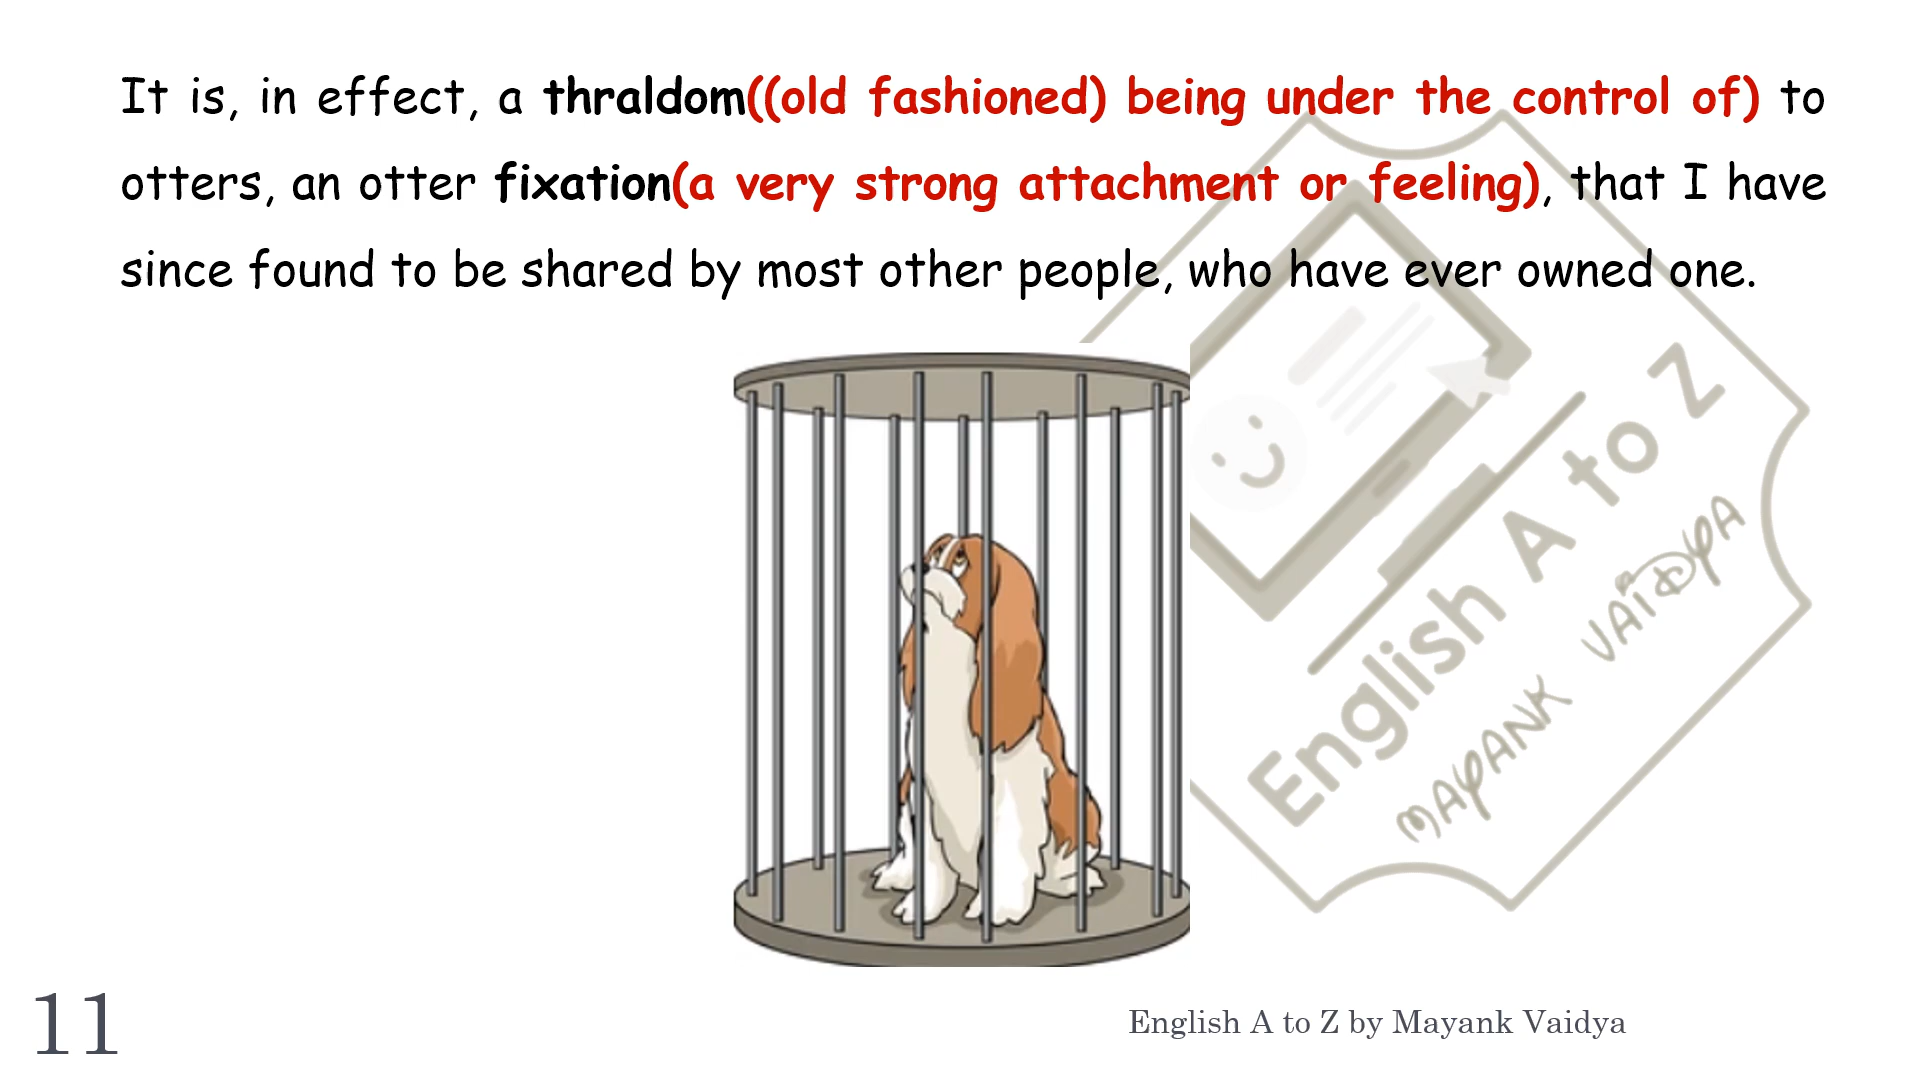 It is, in effect, a thraldom((old fashioned) being under the control of) to
otters, an otter fixation(a very strong attachment or feeling), that I have
since found to be shared by most other people, who have ever owned one.
English A to Z
MAYANK VAIDYA
11
English A to Z by Mayank Vaidya